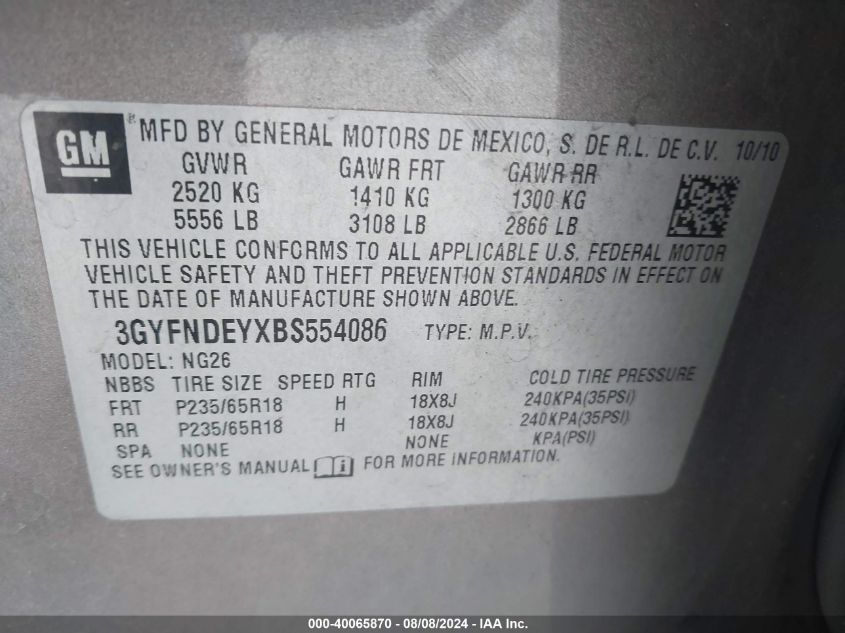 GM ® MFD BY GENERAL MOTORS DE MEXICO, S. DE R.L. DE C.V. 10/10
GVWR GAWR FRT GAWR RR
2520 KG 1410 KG 1300 KG
5556 LB 3108 LB 2866 LB
THIS VEHICLE CONFORMS TO ALL APPLICABLE U.S. FEDERAL MOTOR
VEHICLE SAFETY AND THEFT PREVENTION STANDARDS IN EFFECT ON
THE DATE OF MANUFACTURE SHOWN ABOVE.
3GYFNDEYXBS554086 TYPE: M.P.V.
MODEL: NG26
NBBS TIRE SIZE SPEED RTG RIM COLD TIRE PRESSURE
FRT P235/65R18 H 18X8J 240KPA(35PSI)
RR P235/65R18 H 18X8J 240KPA(35PSI)
SPA NONE NONE KPA(PSI)
SEE OWNER'S MANUAL FOR MORE INFORMATION.
000-40065870 - 08/08/2024 - IAA Inc.